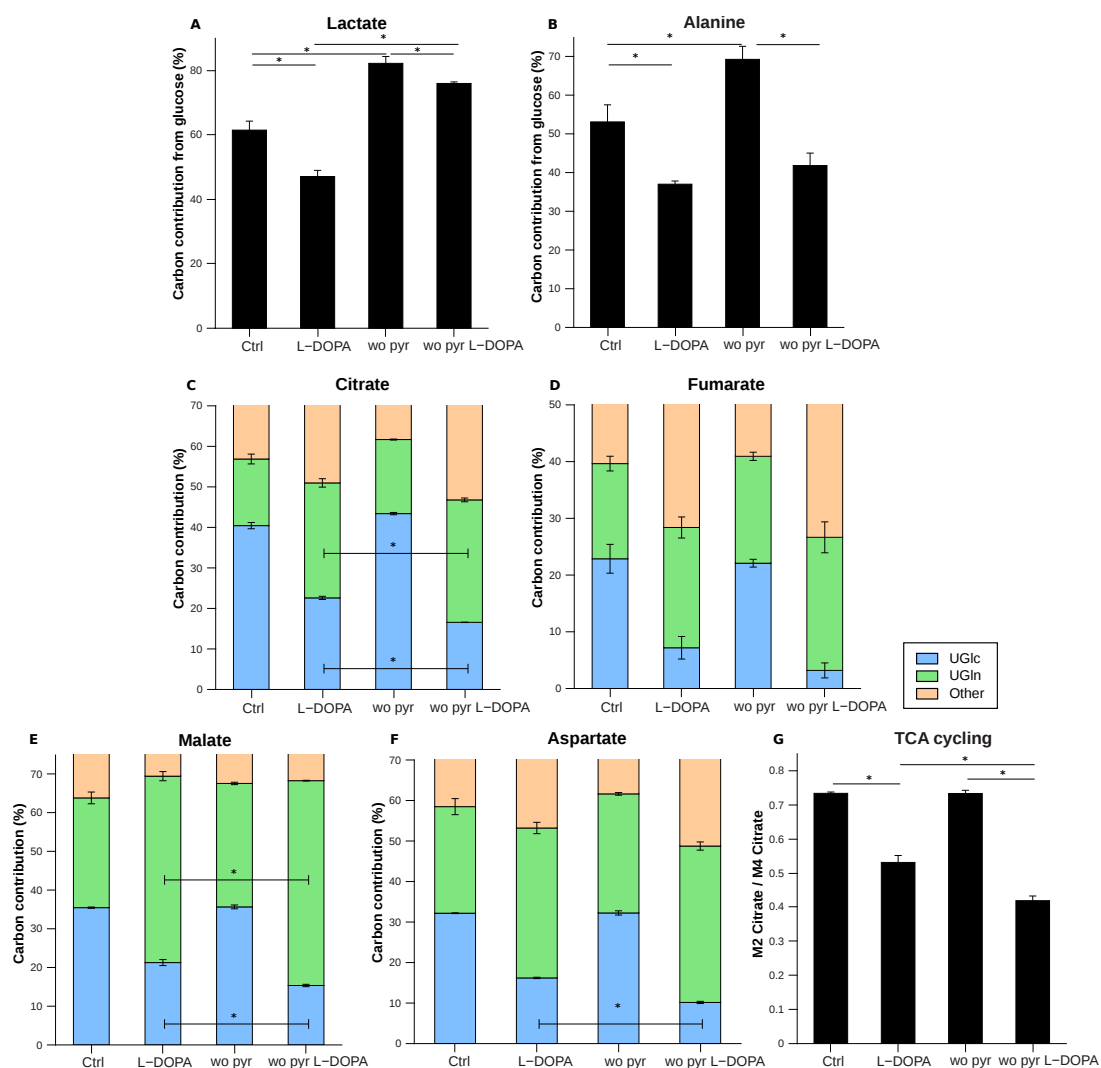 A
Lactate
Carbon contribution from glucose (%)
80
60
40
20
0
*
*
*
*
Ctrl
L−DOPA
wo pyr
wo pyr L−DOPA
B
Alanine
Carbon contribution from glucose (%)
70
60
50
40
30
20
10
0
*
*
*
Ctrl
L−DOPA
wo pyr
wo pyr L−DOPA
C
Citrate
Carbon contribution (%)
70
60
50
40
30
20
10
0
*
*
Ctrl
L−DOPA
wo pyr
wo pyr L−DOPA
D
Fumarate
Carbon contribution (%)
50
40
30
20
10
0
Ctrl
L−DOPA
wo pyr
wo pyr L−DOPA
UGlc
UGln
Other
E
Malate
Carbon contribution (%)
70
60
50
40
30
20
10
0
*
*
Ctrl
L−DOPA
wo pyr
wo pyr L−DOPA
F
Aspartate
Carbon contribution (%)
70
60
50
40
30
20
10
0
*
Ctrl
L−DOPA
wo pyr
wo pyr L−DOPA
G
TCA cycling
M2 Citrate / M4 Citrate
0.8
0.7
0.6
0.5
0.4
0.3
0.2
0.1
0
*
*
*
Ctrl
L−DOPA
wo pyr
wo pyr L−DOPA